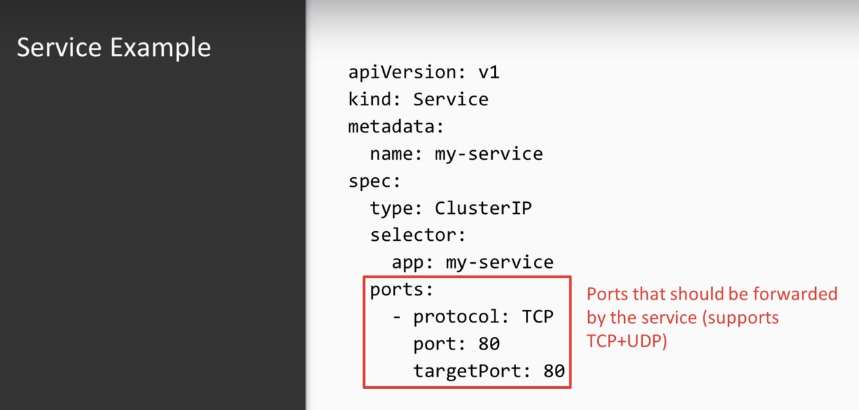 Service Example
apiVersion: v1
kind: Service
metadata:
  name: my-service
spec:
  type: ClusterIP
  selector:
    app: my-service
  ports:
    - protocol: TCP
      port: 80
      targetPort: 80
Ports that should be forwarded
by the service (supports
TCP+UDP)